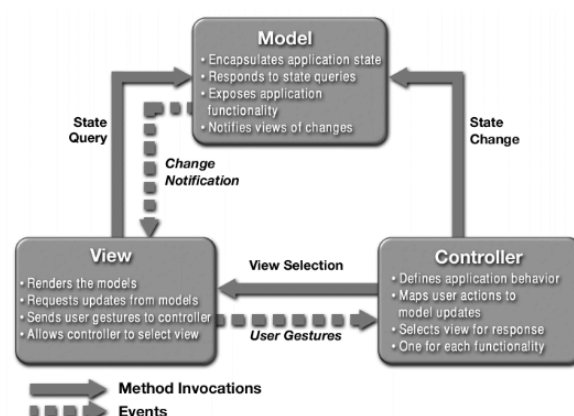 Model
• Encapsulates application state
• Responds to state queries
• Exposes application
functionality
• Notifies views of changes
State
Query
Change
Notification
State
Change
View
• Renders the models
• Requests updates from models
• Sends user gestures to controller
• Allows controller to select view
View Selection
User Gestures
Controller
• Defines application behavior
• Maps user actions to
model updates
• Selects view for response
• One for each functionality
Method Invocations
Events